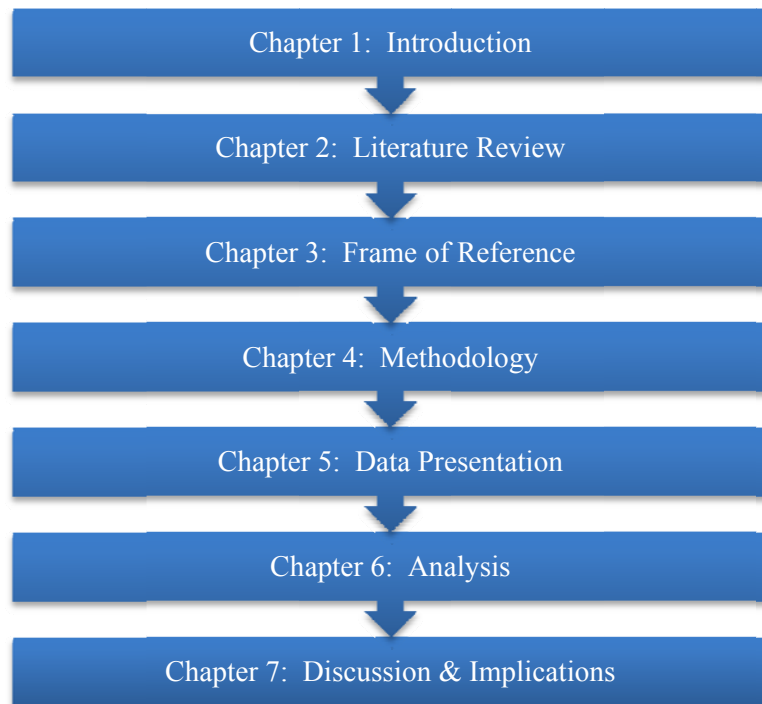 Chapter 1: Introduction
Chapter 2: Literature Review
Chapter 3: Frame of Reference
Chapter 4: Methodology
Chapter 5: Data Presentation
Chapter 6: Analysis
Chapter 7: Discussion & Implications